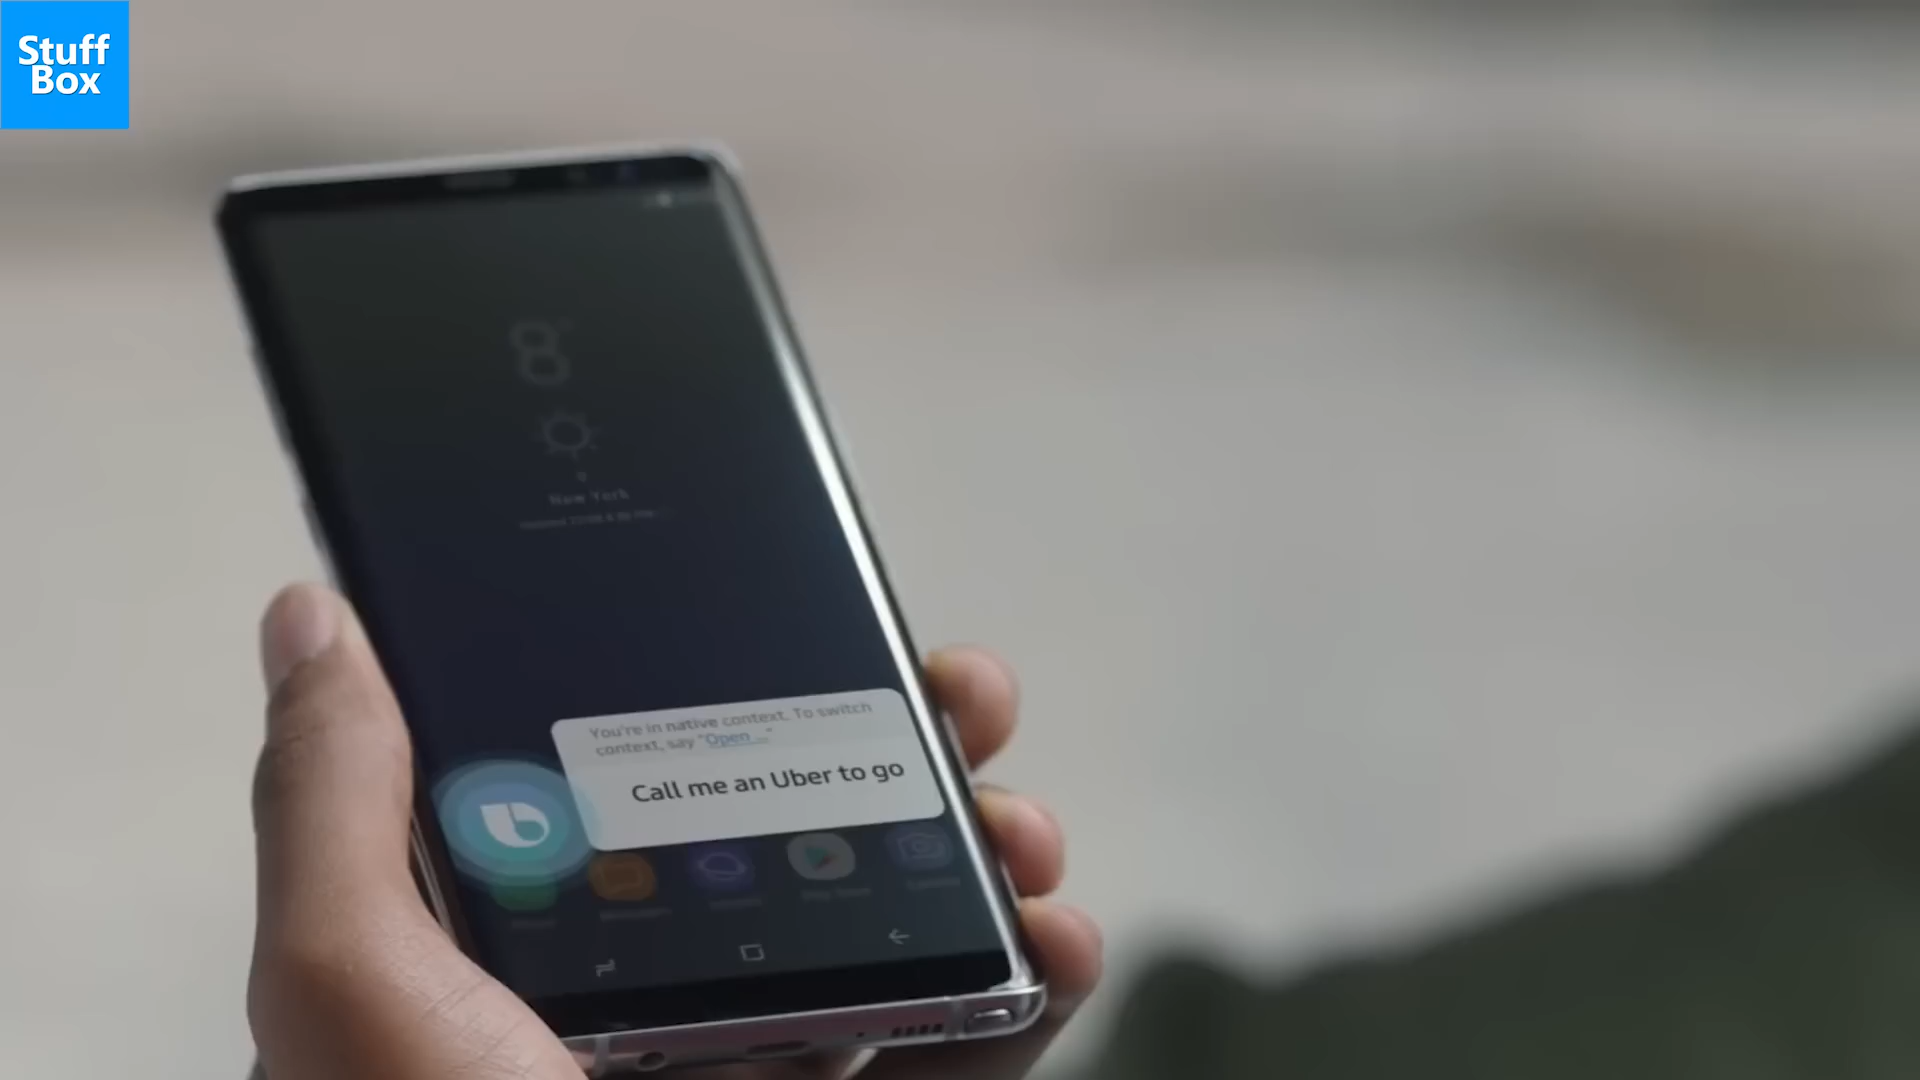 Stuff
Box
8
New York
You're in native context. To switch
context, say "Open ..."
Call me an Uber to go